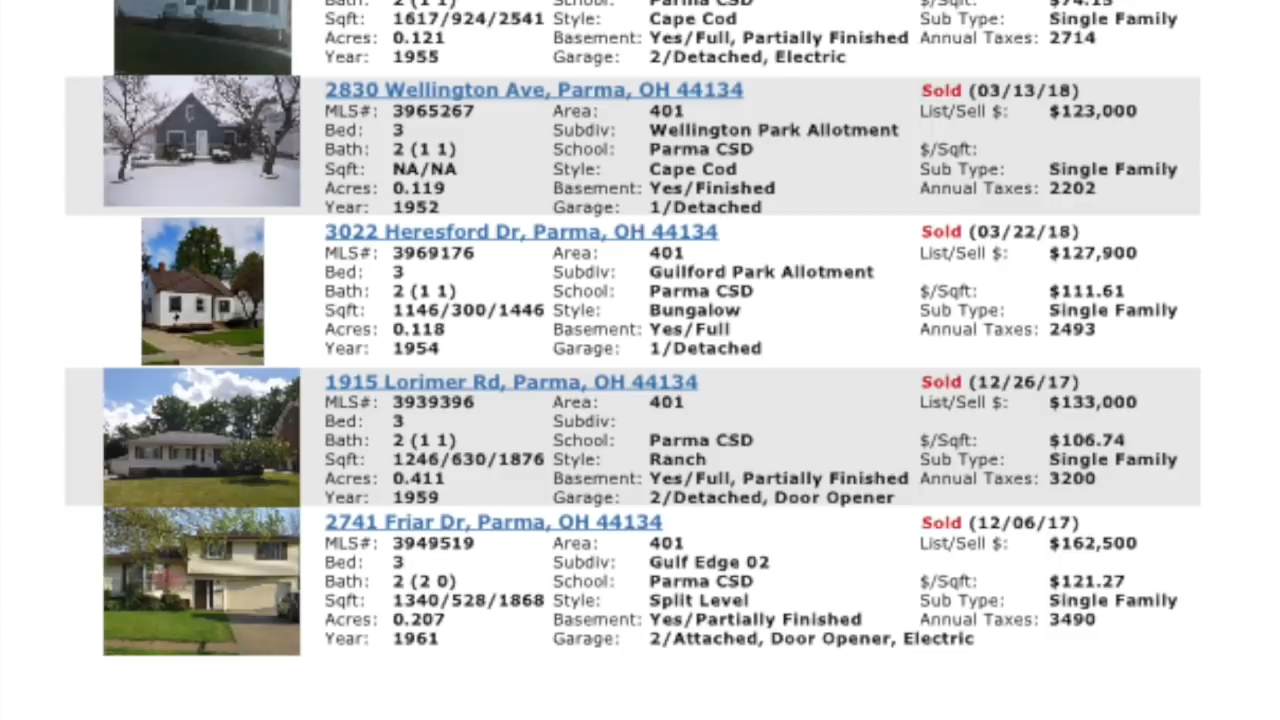 Bath: 2 (1 1) School: Parma CSD $/Sqft: $74.15
Sqft: 1617/924/2541 Style: Cape Cod Sub Type: Single Family
Acres: 0.121 Basement: Yes/Full, Partially Finished Annual Taxes: 2714
Year: 1955 Garage: 2/Detached, Electric
2830 Wellington Ave, Parma, OH 44134 Sold (03/13/18)
MLS#: 3965267 Area: 401 List/Sell $: $123,000
Bed: 3 Subdiv: Wellington Park Allotment
Bath: 2 (1 1) School: Parma CSD $/Sqft:
Sqft: NA/NA Style: Cape Cod Sub Type: Single Family
Acres: 0.119 Basement: Yes/Finished Annual Taxes: 2202
Year: 1952 Garage: 1/Detached
3022 Heresford Dr, Parma, OH 44134 Sold (03/22/18)
MLS#: 3969176 Area: 401 List/Sell $: $127,900
Bed: 3 Subdiv: Guilford Park Allotment
Bath: 2 (1 1) School: Parma CSD $/Sqft: $111.61
Sqft: 1146/300/1446 Style: Bungalow Sub Type: Single Family
Acres: 0.118 Basement: Yes/Full Annual Taxes: 2493
Year: 1954 Garage: 1/Detached
1915 Lorimer Rd, Parma, OH 44134 Sold (12/26/17)
MLS#: 3939396 Area: 401 List/Sell $: $133,000
Bed: 3 Subdiv:
Bath: 2 (1 1) School: Parma CSD $/Sqft: $106.74
Sqft: 1246/630/1876 Style: Ranch Sub Type: Single Family
Acres: 0.411 Basement: Yes/Full, Partially Finished Annual Taxes: 3200
Year: 1959 Garage: 2/Detached, Door Opener
2741 Friar Dr, Parma, OH 44134 Sold (12/06/17)
MLS#: 3949519 Area: 401 List/Sell $: $162,500
Bed: 3 Subdiv: Gulf Edge 02
Bath: 2 (2 0) School: Parma CSD $/Sqft: $121.27
Sqft: 1340/528/1868 Style: Split Level Sub Type: Single Family
Acres: 0.207 Basement: Yes/Partially Finished Annual Taxes: 3490
Year: 1961 Garage: 2/Attached, Door Opener, Electric